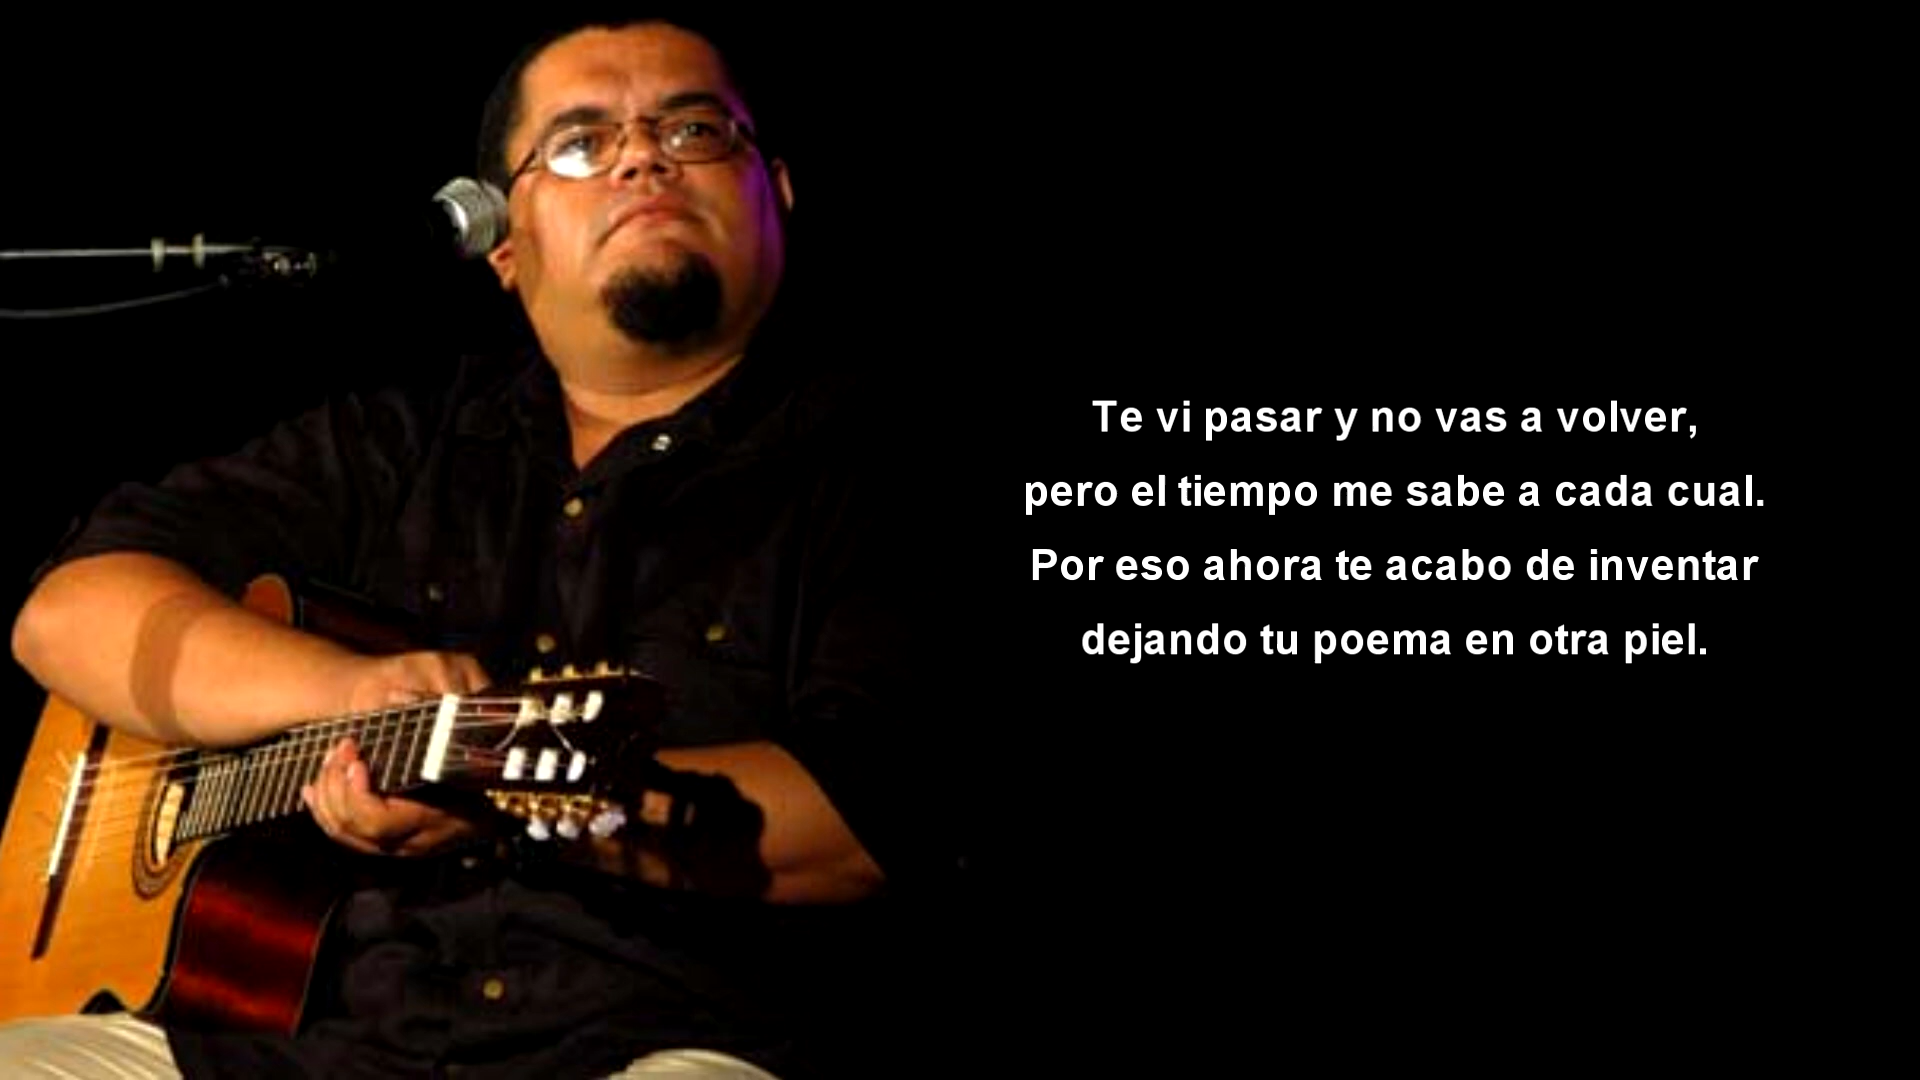 Te vi pasar y no vas a volver,
pero el tiempo me sabe a cada cual.
Por eso ahora te acabo de inventar
dejando tu poema en otra piel.